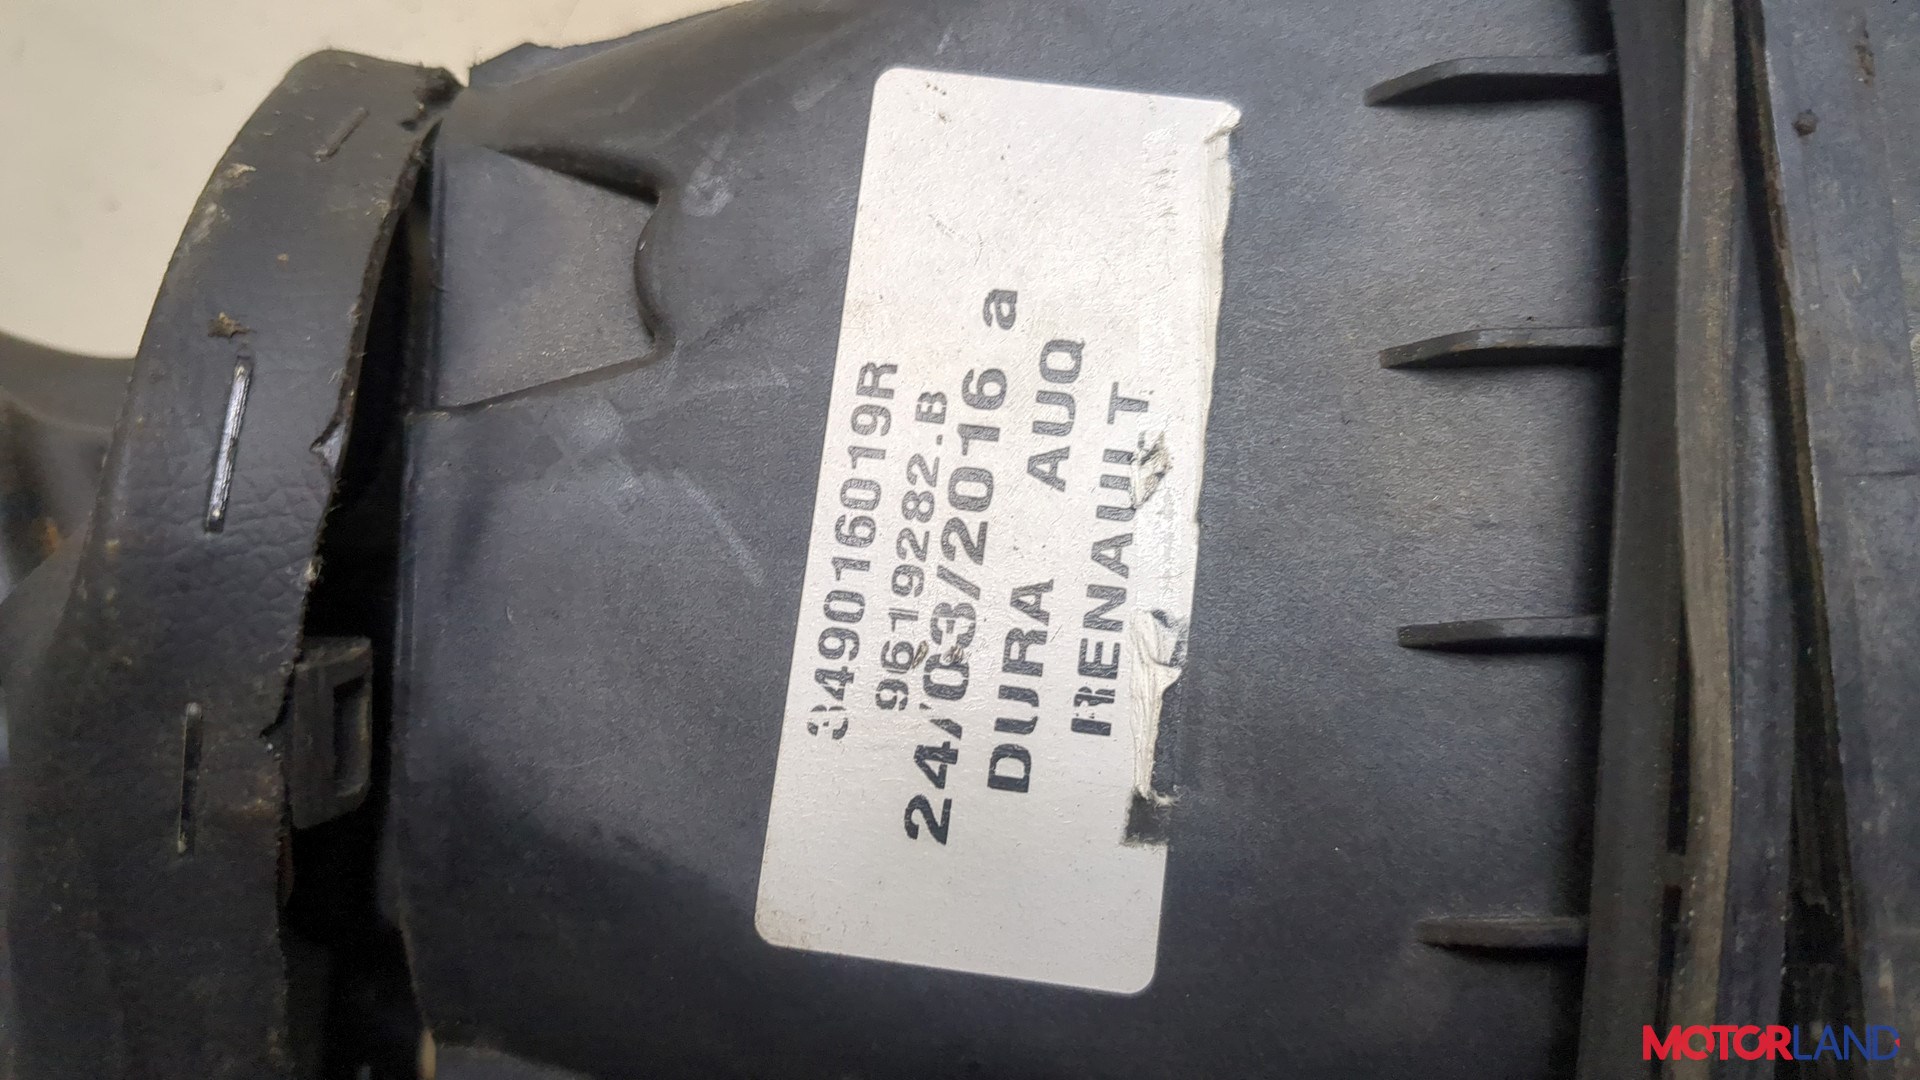 349016019R
9619282.B
24/03/2016 a
DURA AUQ
RENAULT
MOTORLAND